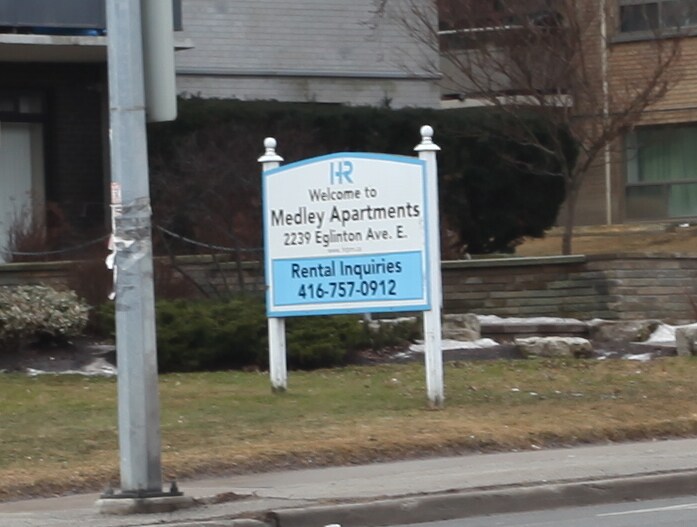 HR
Welcome to
Medley Apartments
2239 Eglinton Ave. E.
Rental Inquiries
416-757-0912